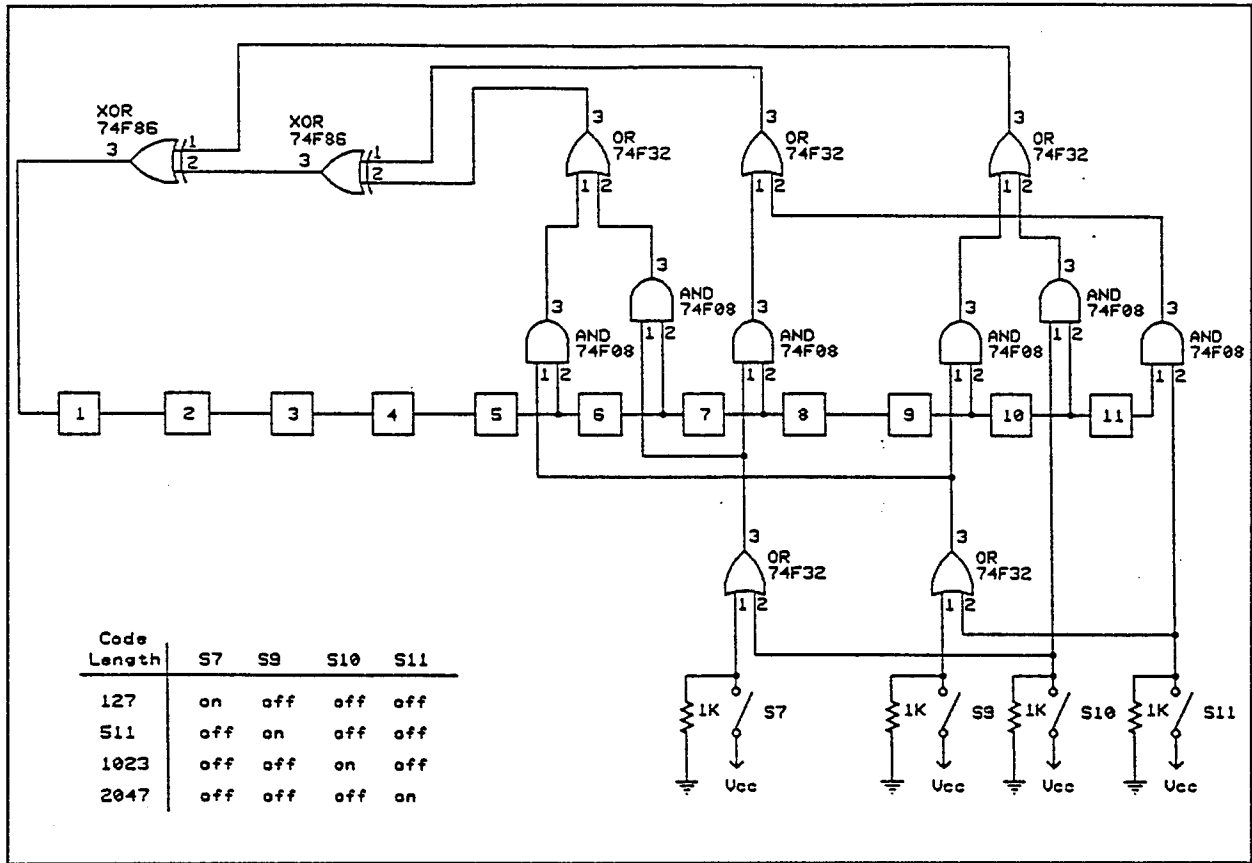 XOR
74F86
3
1
2
XOR
74F86
3
1
2
3
OR
74F32
1 2
3
OR
74F32
1 2
3
OR
74F32
1 2
3
AND
74F08
1 2
3
AND
74F08
1 2
3
AND
74F08
1 2
3
AND
74F08
1 2
3
AND
74F08
1 2
3
AND
74F08
1 2
1 2 3 4 5 6 7 8 9 10 11
3
OR
74F32
1 2
3
OR
74F32
1 2
1K S7
Vcc
1K S9
Vcc
1K S10
Vcc
1K S11
Vcc
Code
Length S7 S9 S10 S11
127 on off off off
511 off on off off
1023 off off on off
2047 off off off on